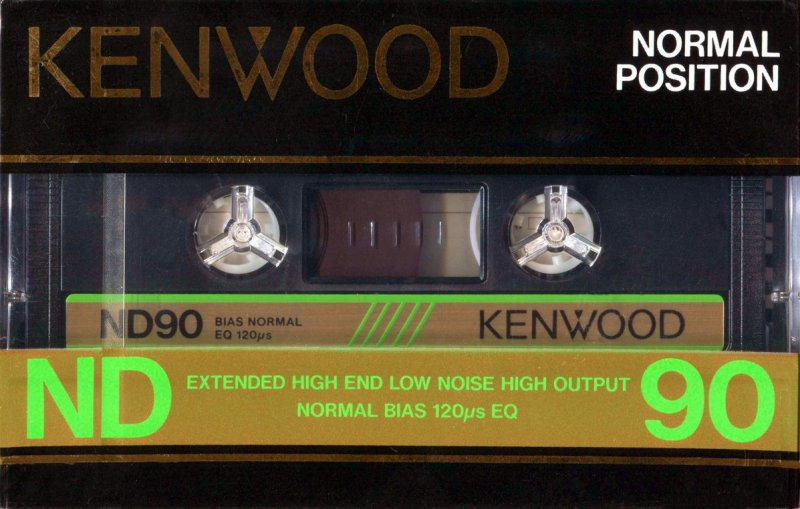 KENWOOD
NORMAL
POSITION
ND90 BIAS NORMAL
EQ 120µs
KENWOOD
ND
EXTENDED HIGH END LOW NOISE HIGH OUTPUT
NORMAL BIAS 120µs EQ
90